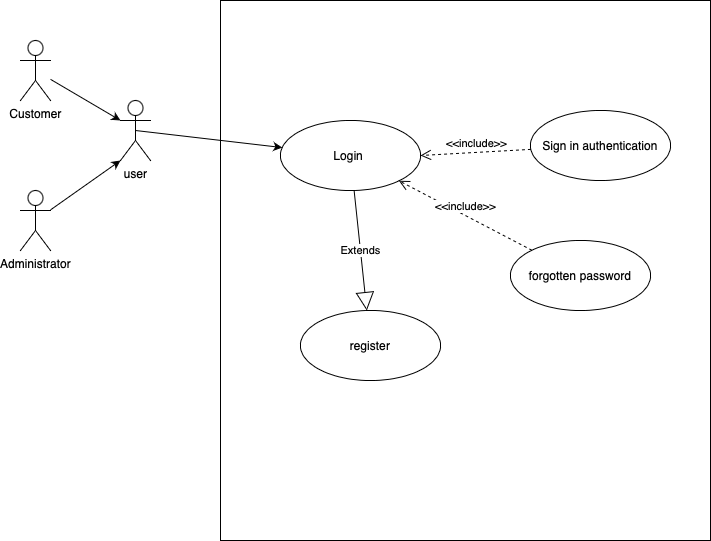 Customer
user
Administrator
Login
<<include>>
Sign in authentication
<<include>>
forgotten password
Extends
register